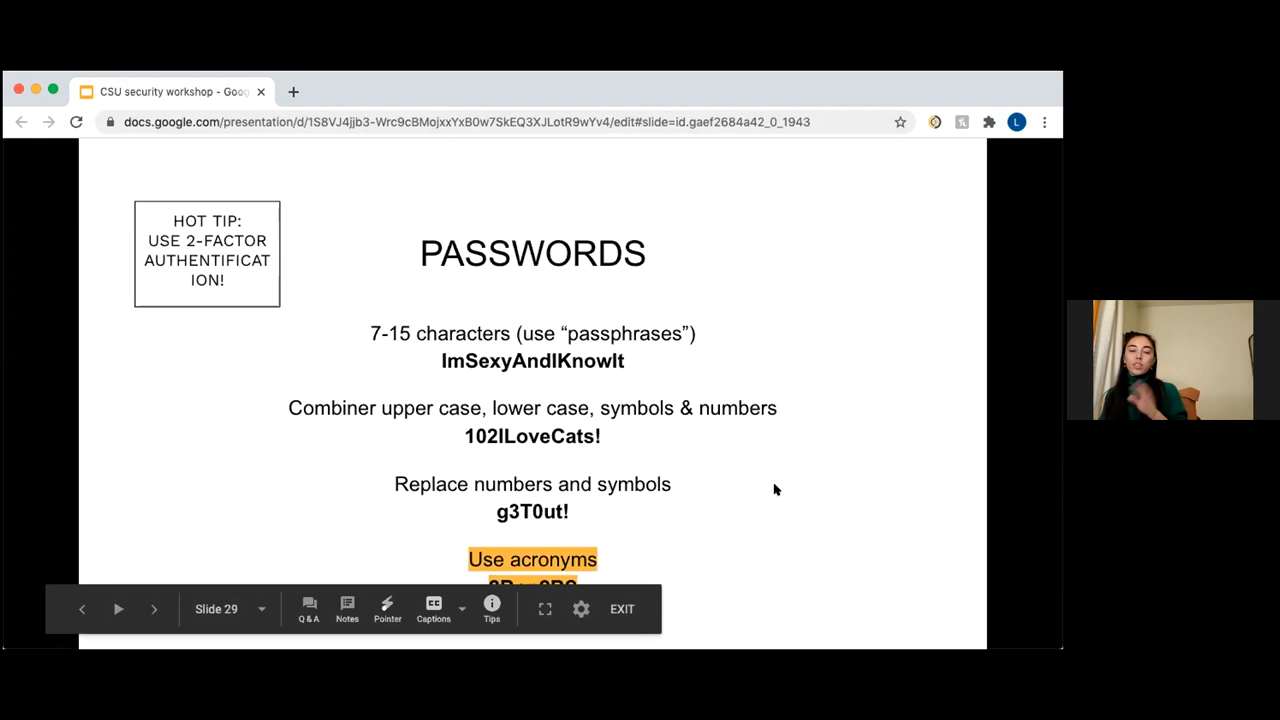 CSU security workshop - Goog
docs.google.com/presentation/d/1S8VJ4jjb3-Wrc9cBMojxxYxB0w7SkEQ3XJLotR9wYv4/edit#slide=id.gaef2684a42_0_1943
L
HOT TIP:
USE 2-FACTOR
AUTHENTIFICAT
ION!
PASSWORDS
7-15 characters (use “passphrases”)
ImSexyAndIKnowIt
Combiner upper case, lower case, symbols & numbers
102ILoveCats!
Replace numbers and symbols
g3T0ut!
Use acronyms
Slide 29
Q & A
Notes
Pointer
CC
Captions
Tips
EXIT